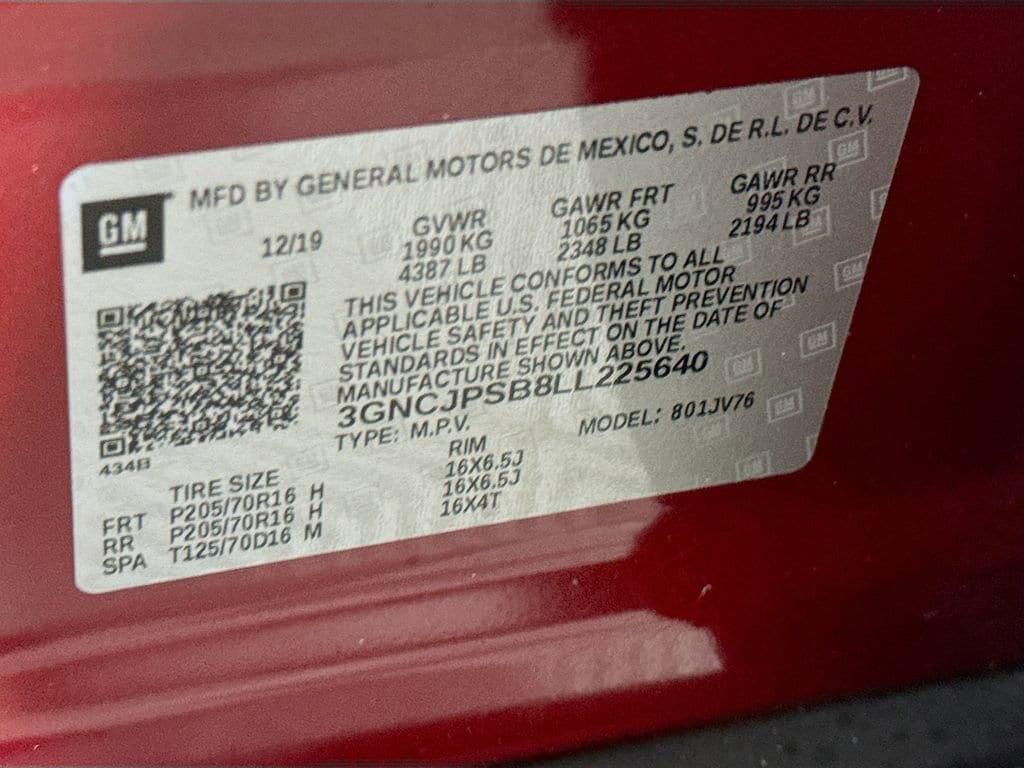 GM
MFD BY GENERAL MOTORS DE MEXICO, S. DE R.L. DE C.V.
12/19
GVWR GAWR FRT GAWR RR
1990 KG 1065 KG 995 KG
4387 LB 2348 LB 2194 LB
THIS VEHICLE CONFORMS TO ALL
APPLICABLE U.S. FEDERAL MOTOR
VEHICLE SAFETY AND THEFT PREVENTION
STANDARDS IN EFFECT ON THE DATE OF
MANUFACTURE SHOWN ABOVE.
3GNCJPSB8LL225640
TYPE: M.P.V. MODEL: 801JV76
434B
TIRE SIZE RIM
FRT P205/70R16 H 16X6.5J
RR P205/70R16 H 16X6.5J
SPA T125/70D16 M 16X4T